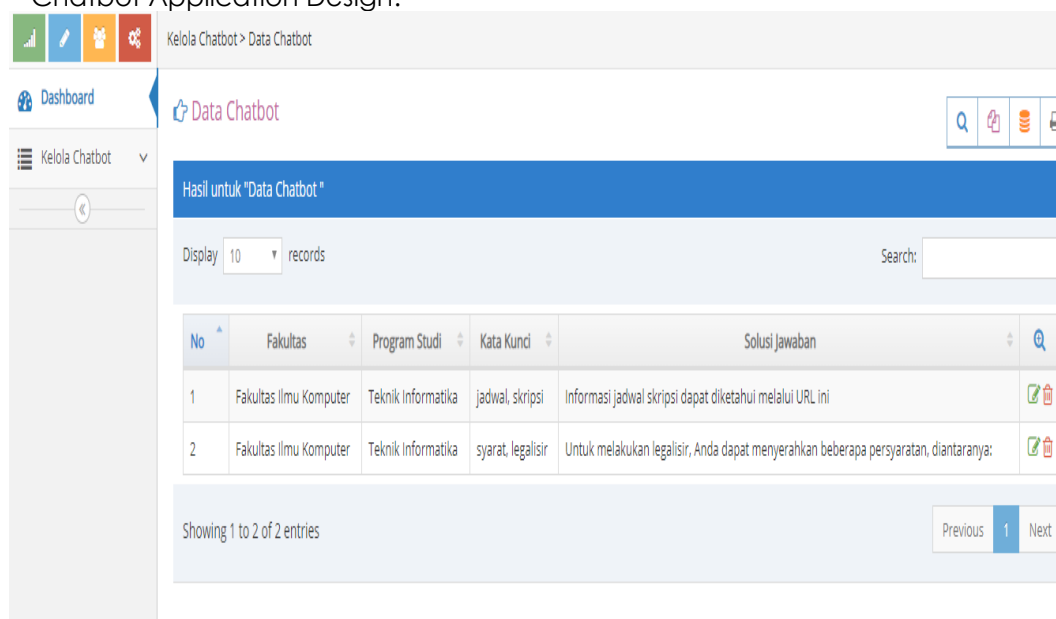 Chatbot Application Design.
Kelola Chatbot > Data Chatbot
Dashboard
Data Chatbot
Kelola Chatbot
Hasil untuk "Data Chatbot "
Display 10 records Search:
No Fakultas Program Studi Kata Kunci Solusi Jawaban
1 Fakultas Ilmu Komputer Teknik Informatika jadwal, skripsi Informasi jadwal skripsi dapat diketahui melalui URL ini
2 Fakultas Ilmu Komputer Teknik Informatika syarat, legalisir Untuk melakukan legalisir, Anda dapat menyerahkan beberapa persyaratan, diantaranya:
Showing 1 to 2 of 2 entries Previous 1 Next